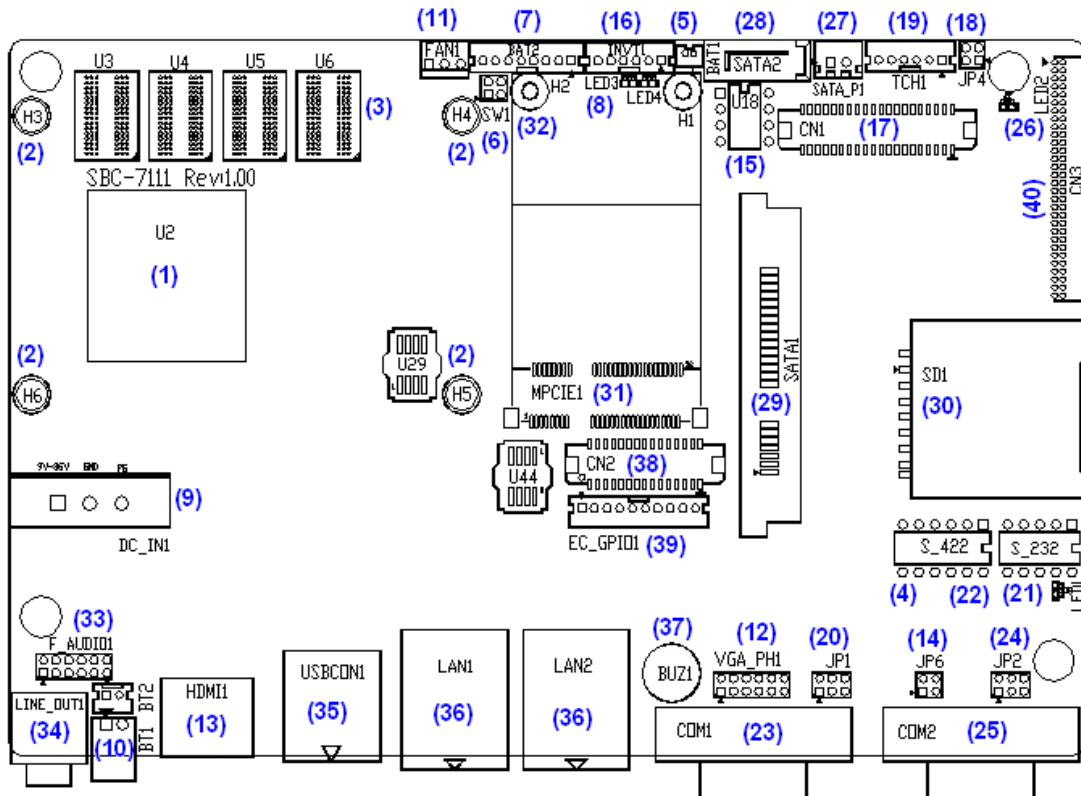 (11) (7) (16) (5) (28) (27) (19) (18)
FAN1 BAT2 INVT1 BAT1 SATA2 SATA_P1 TCH1 JP4
U3 U4 U5 U6
(3)
H3 H4 SW1 H2 LED3 LED4 H1 U18 CN1 (17) LED2
(2) (2) (6) (32) (8) (15) (26)
CN3
(40)
SBC-7111 Rev:1.00
U2
(1)
(2) (2)
H6 U29 H5
MPCIE1 (31)
SATA1
(29)
SD1
(30)
9V~36V GND
(9)
DC_IN1
U44
CN2 (38)
EC_GPIO1 (39)
S_422 S_232
(4) (22) (21)
(33)
F_AUDIO1
(37) (12) (20) (14) (24)
BUZ1 VGA_PH1 JP1 JP6 JP2
LINE_OUT1 BT2 HDMI1 USBCON1 LAN1 LAN2
(34) (10) BT1 (13) (35) (36) (36)
COM1 (23) COM2 (25)